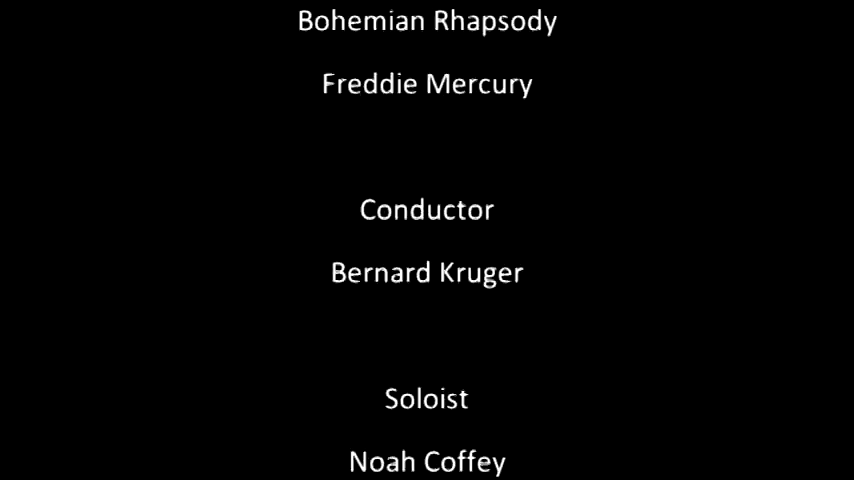 Bohemian Rhapsody
Freddie Mercury
Conductor
Bernard Kruger
Soloist
Noah Coffey